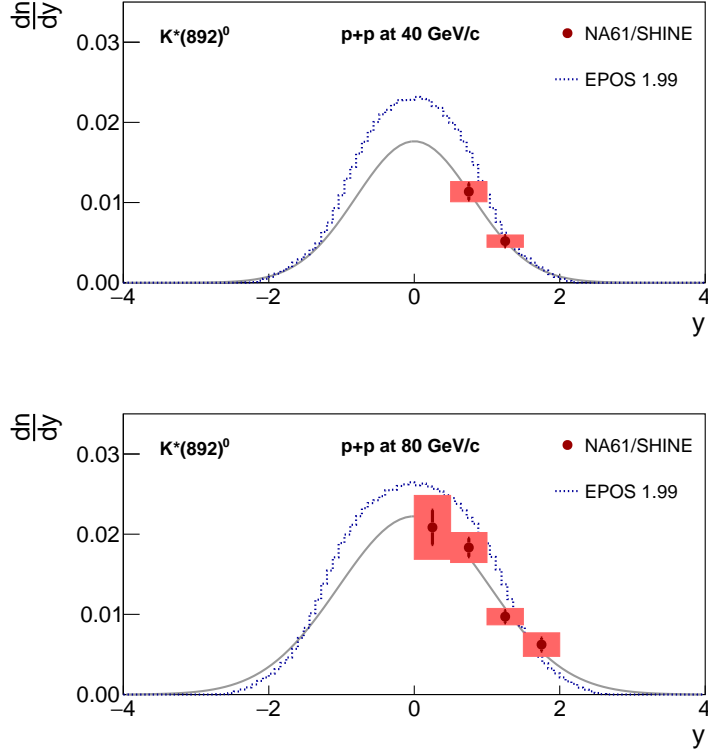 dn
dy
0.03
K*(892)⁰
p+p at 40 GeV/c
NA61/SHINE
EPOS 1.99
0.02
0.01
0.00
−4
−2
0
2
4
y
dn
dy
0.03
K*(892)⁰
p+p at 80 GeV/c
NA61/SHINE
EPOS 1.99
0.02
0.01
0.00
−4
−2
0
2
4
y